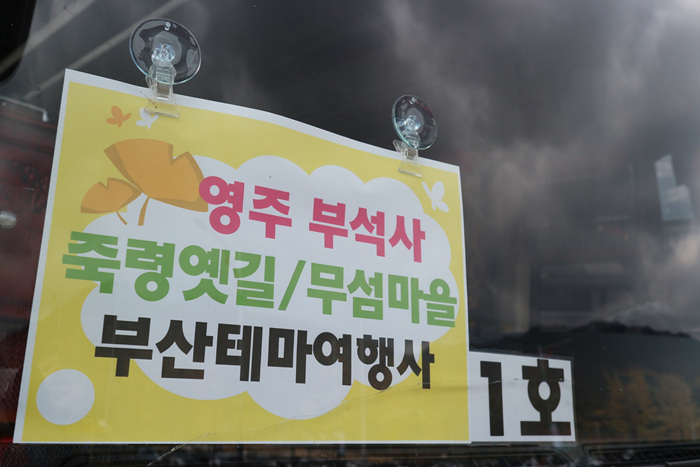 영주 부석사
죽령옛길/무섬마을
부산테마여행사
1호